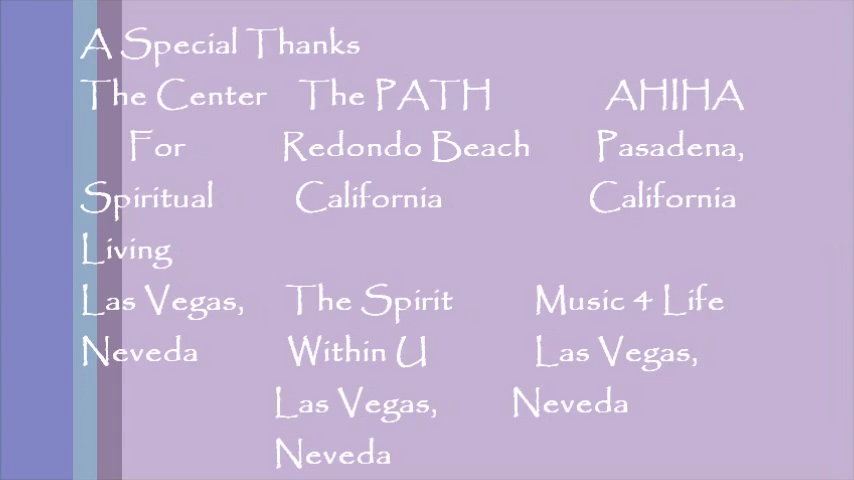 A Special Thanks
The Center The PATH AHIHA
For Redondo Beach Pasadena,
Spiritual California California
Living
Las Vegas, The Spirit Music 4 Life
Neveda Within U Las Vegas,
Las Vegas, Neveda
Neveda